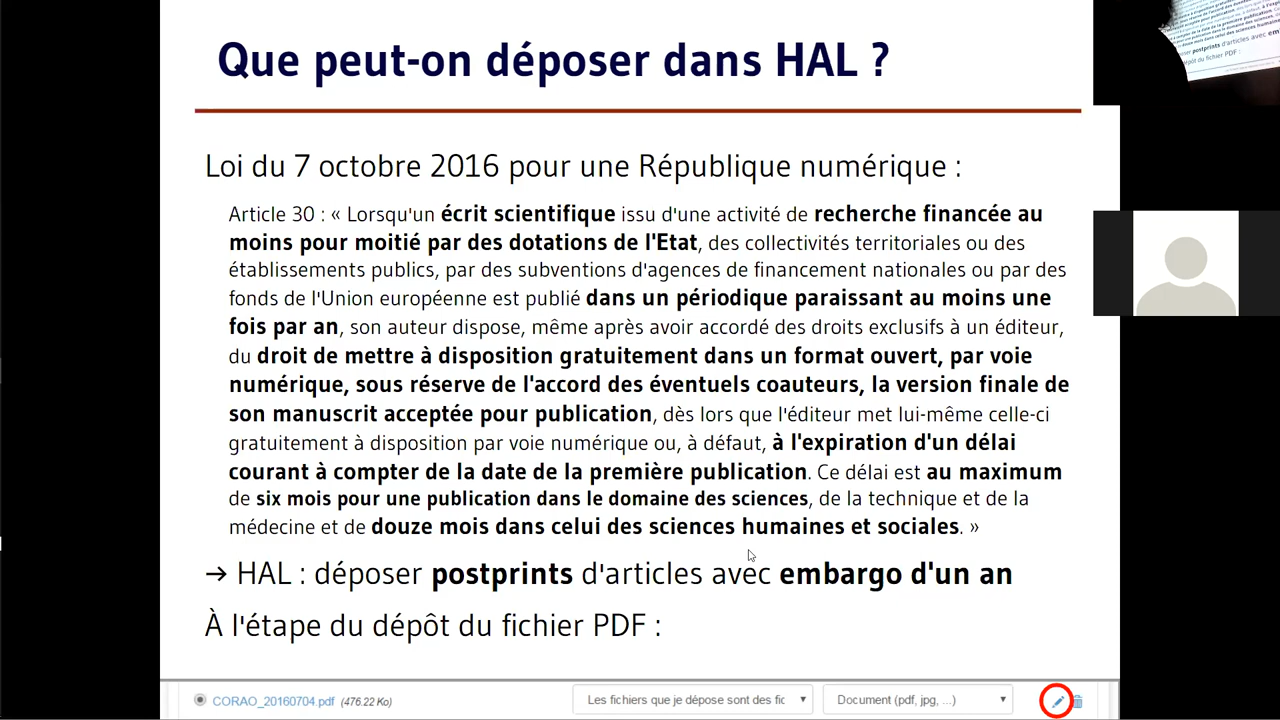 Que peut-on déposer dans HAL ?
Loi du 7 octobre 2016 pour une République numérique :
Article 30 : « Lorsqu'un écrit scientifique issu d'une activité de recherche financée au
moins pour moitié par des dotations de l'Etat, des collectivités territoriales ou des
établissements publics, par des subventions d'agences de financement nationales ou par des
fonds de l'Union européenne est publié dans un périodique paraissant au moins une
fois par an, son auteur dispose, même après avoir accordé des droits exclusifs à un éditeur,
du droit de mettre à disposition gratuitement dans un format ouvert, par voie
numérique, sous réserve de l'accord des éventuels coauteurs, la version finale de
son manuscrit acceptée pour publication, dès lors que l'éditeur met lui-même celle-ci
gratuitement à disposition par voie numérique ou, à défaut, à l'expiration d'un délai
courant à compter de la date de la première publication. Ce délai est au maximum
de six mois pour une publication dans le domaine des sciences, de la technique et de la
médecine et de douze mois dans celui des sciences humaines et sociales. »
→ HAL : déposer postprints d'articles avec embargo d'un an
À l'étape du dépôt du fichier PDF :
CORAO_20160704.pdf (476.22 Ko) Les fichiers que je dépose sont des fic Document (pdf, jpg, ...)